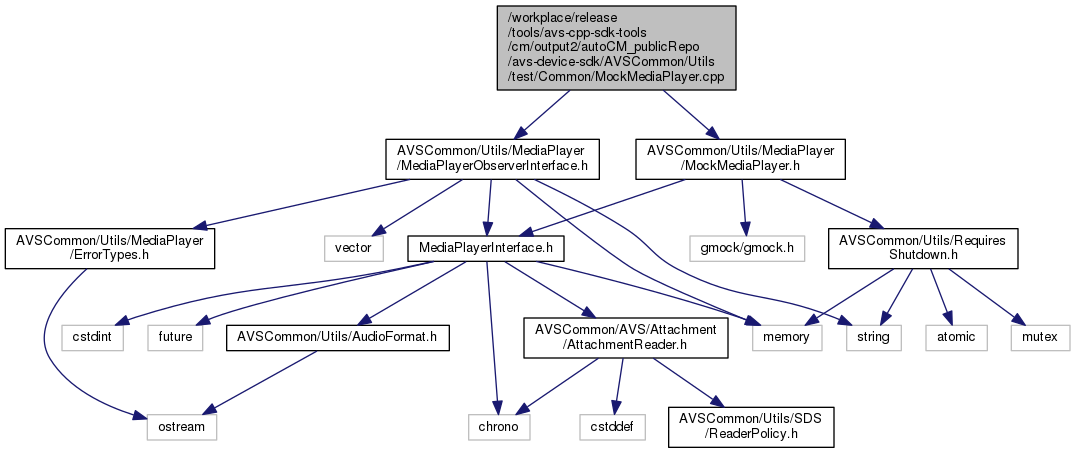 /workplace/release
/tools/avs-cpp-sdk-tools
/cm/output2/autoCM_publicRepo
/avs-device-sdk/AVSCommon/Utils
/test/Common/MockMediaPlayer.cpp
AVSCommon/Utils/MediaPlayer
/MediaPlayerObserverInterface.h
AVSCommon/Utils/MediaPlayer
/MockMediaPlayer.h
AVSCommon/Utils/MediaPlayer
/ErrorTypes.h
vector
MediaPlayerInterface.h
gmock/gmock.h
AVSCommon/Utils/Requires
Shutdown.h
cstdint
future
AVSCommon/Utils/AudioFormat.h
AVSCommon/AVS/Attachment
/AttachmentReader.h
memory
string
atomic
mutex
ostream
chrono
cstddef
AVSCommon/Utils/SDS
/ReaderPolicy.h